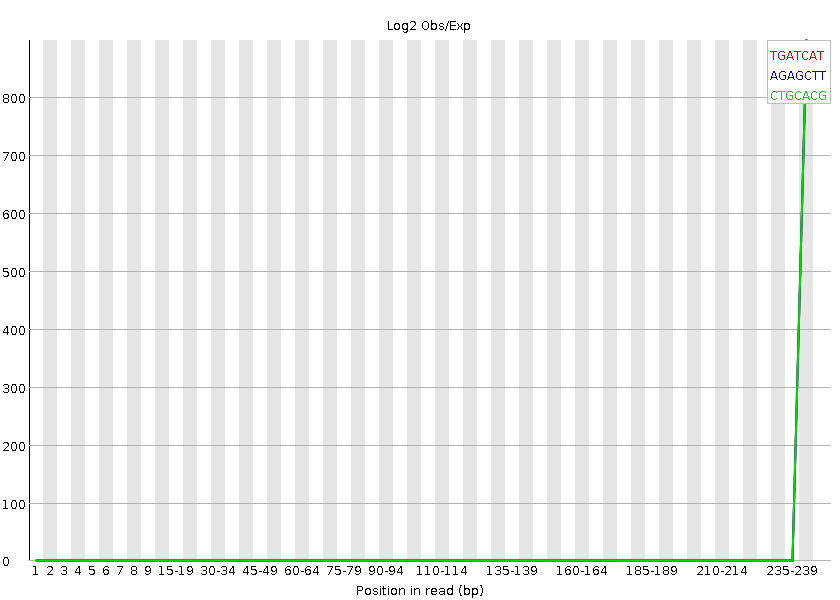 Log2 Obs/Exp
TGATCAT
AGAGCTT
CTGCACG
800
700
600
500
400
300
200
100
0
1 2 3 4 5 6 7 8 9 15-19 30-34 45-49 60-64 75-79 90-94 110-114 135-139 160-164 185-189 210-214 235-239
Position in read (bp)